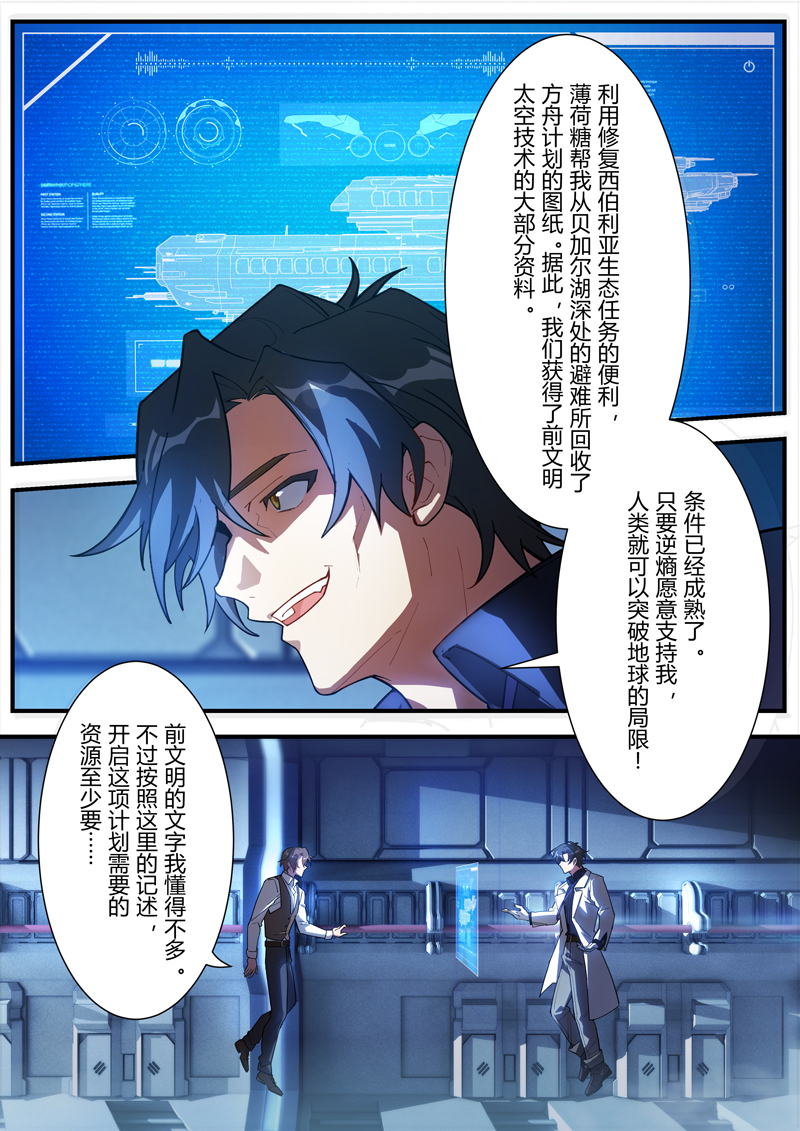 利用修复西伯利亚生态任务的便利，
薄荷糖帮我从贝加尔湖深处的避难所回收了
方舟计划的图纸。据此，我们获得了前文明
太空技术的大部分资料。
条件已经成熟了。
只要逆熵愿意支持我，
人类就可以突破地球的局限！
前文明的文字我懂得不多。
不过按照这里的记述，
开启这项计划需要的
资源至少要……